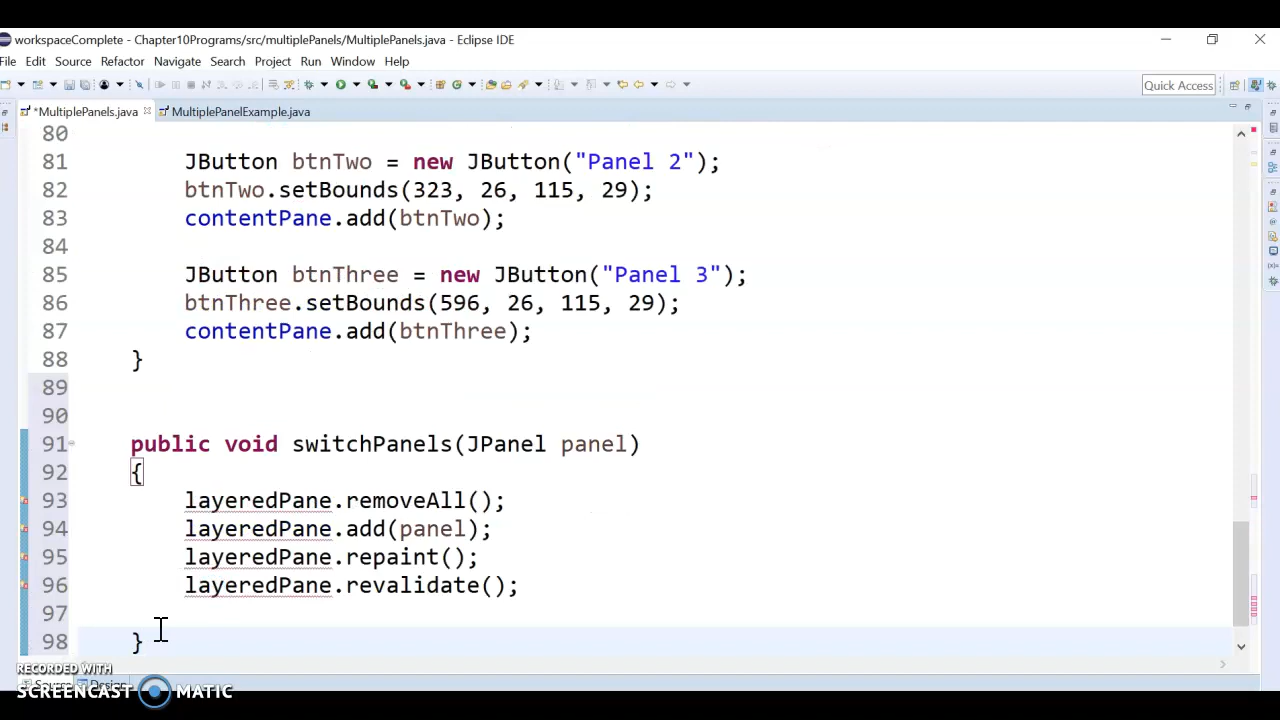 workspaceComplete - Chapter10Programs/src/multiplePanels/MultiplePanels.java - Eclipse IDE
File Edit Source Refactor Navigate Search Project Run Window Help
Quick Access
*MultiplePanels.java MultiplePanelExample.java
80
81 JButton btnTwo = new JButton("Panel 2");
82 btnTwo.setBounds(323, 26, 115, 29);
83 contentPane.add(btnTwo);
84
85 JButton btnThree = new JButton("Panel 3");
86 btnThree.setBounds(596, 26, 115, 29);
87 contentPane.add(btnThree);
88 }
89
90
91 public void switchPanels(JPanel panel)
92 {
93 layeredPane.removeAll();
94 layeredPane.add(panel);
95 layeredPane.repaint();
96 layeredPane.revalidate();
97
98 }
RECORDED WITH
SCREENCAST MATIC